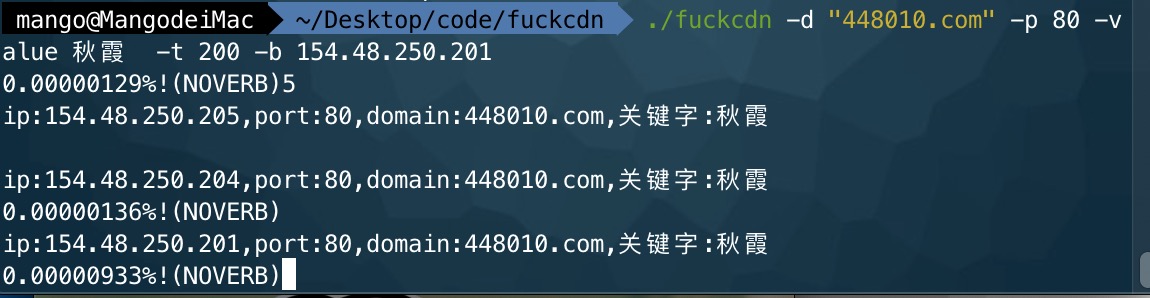 mango@MangodeiMac ~/Desktop/code/fuckcdn ./fuckcdn -d "448010.com" -p 80 -v
alue 秋霞  -t 200 -b 154.48.250.201
0.00000129%!(NOVERB)5
ip:154.48.250.205,port:80,domain:448010.com,关键字:秋霞
ip:154.48.250.204,port:80,domain:448010.com,关键字:秋霞
0.00000136%!(NOVERB)
ip:154.48.250.201,port:80,domain:448010.com,关键字:秋霞
0.00000933%!(NOVERB)